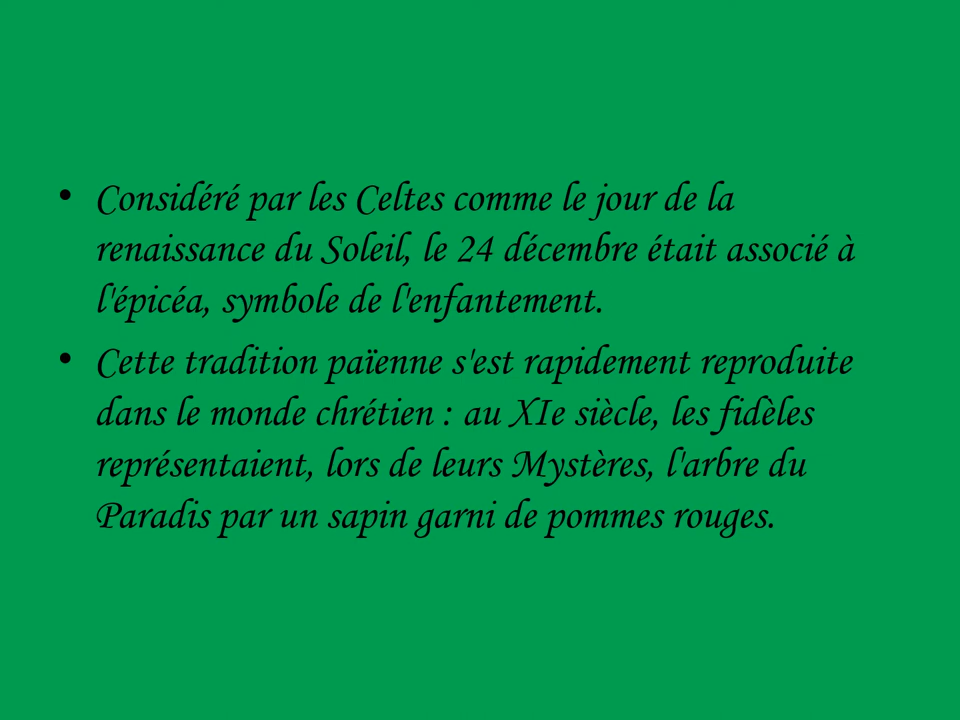 • Considéré par les Celtes comme le jour de la
renaissance du Soleil, le 24 décembre était associé à
l'épicéa, symbole de l'enfantement.
• Cette tradition païenne s'est rapidement reproduite
dans le monde chrétien : au XIe siècle, les fidèles
représentaient, lors de leurs Mystères, l'arbre du
Paradis par un sapin garni de pommes rouges.